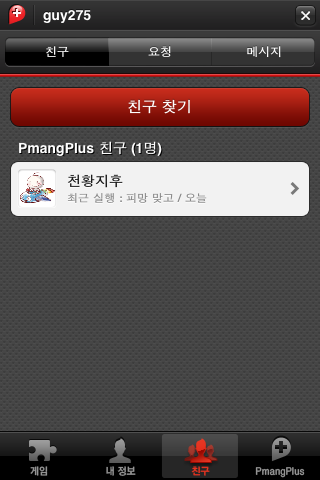 guy275
친구
요청
메시지
친구 찾기
PmangPlus 친구 (1명)
천황지후
최근 실행 : 피망 맞고 / 오늘
게임
내 정보
친구
PmangPlus